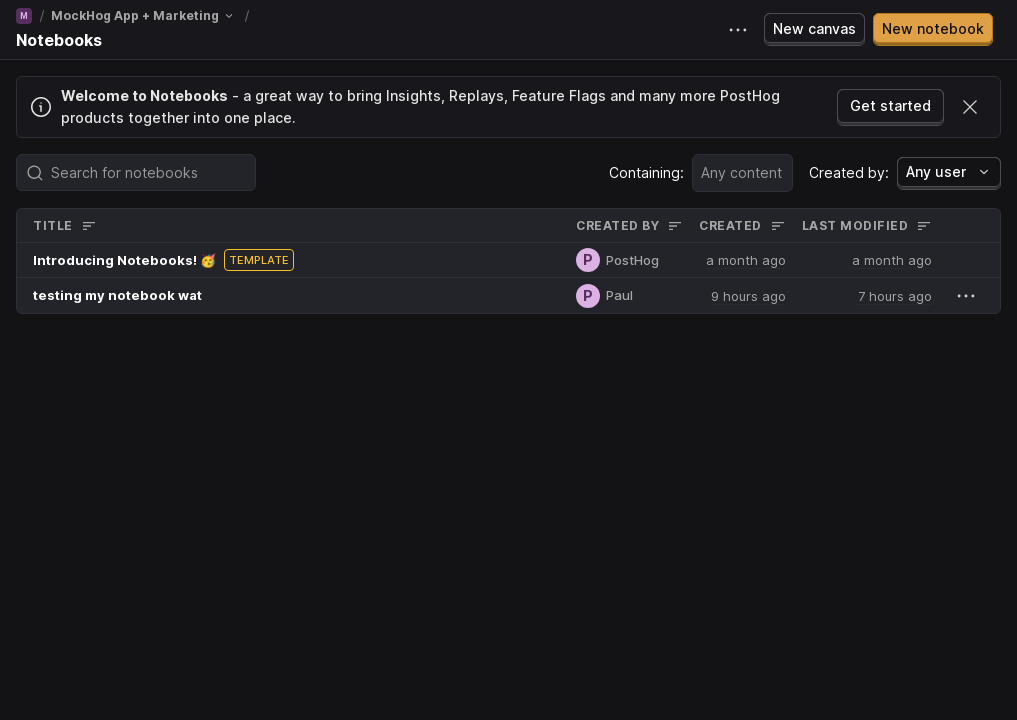 M / MockHog App + Marketing /
Notebooks
New canvas
New notebook
Welcome to Notebooks - a great way to bring Insights, Replays, Feature Flags and many more PostHog
products together into one place.
Get started
Search for notebooks
Containing: Any content
Created by: Any user
TITLE CREATED BY CREATED LAST MODIFIED
Introducing Notebooks! 🥳 TEMPLATE P PostHog a month ago a month ago
testing my notebook wat P Paul 9 hours ago 7 hours ago